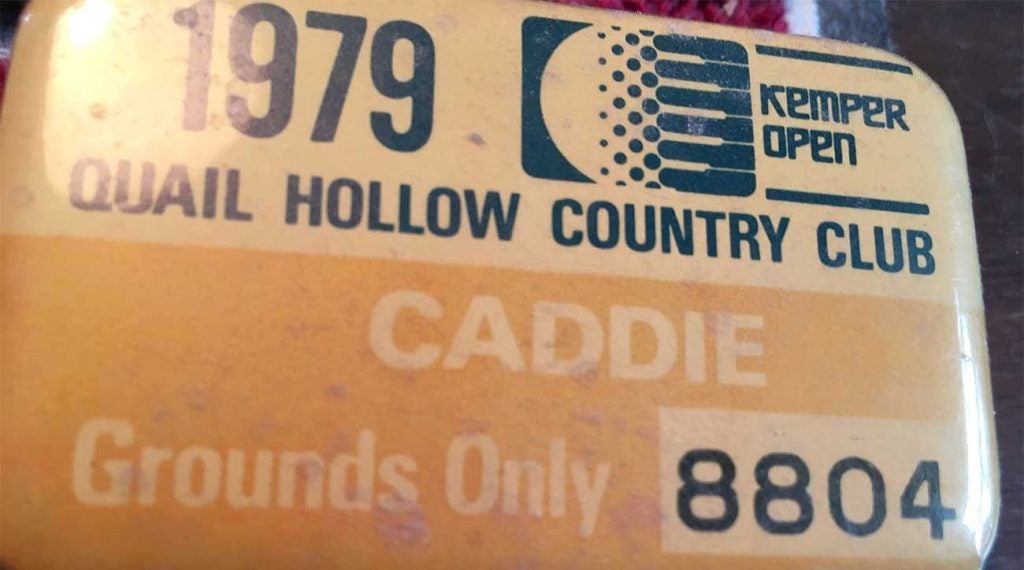 1979
KEMPER
OPEN
QUAIL HOLLOW COUNTRY CLUB
CADDIE
Grounds Only
8804